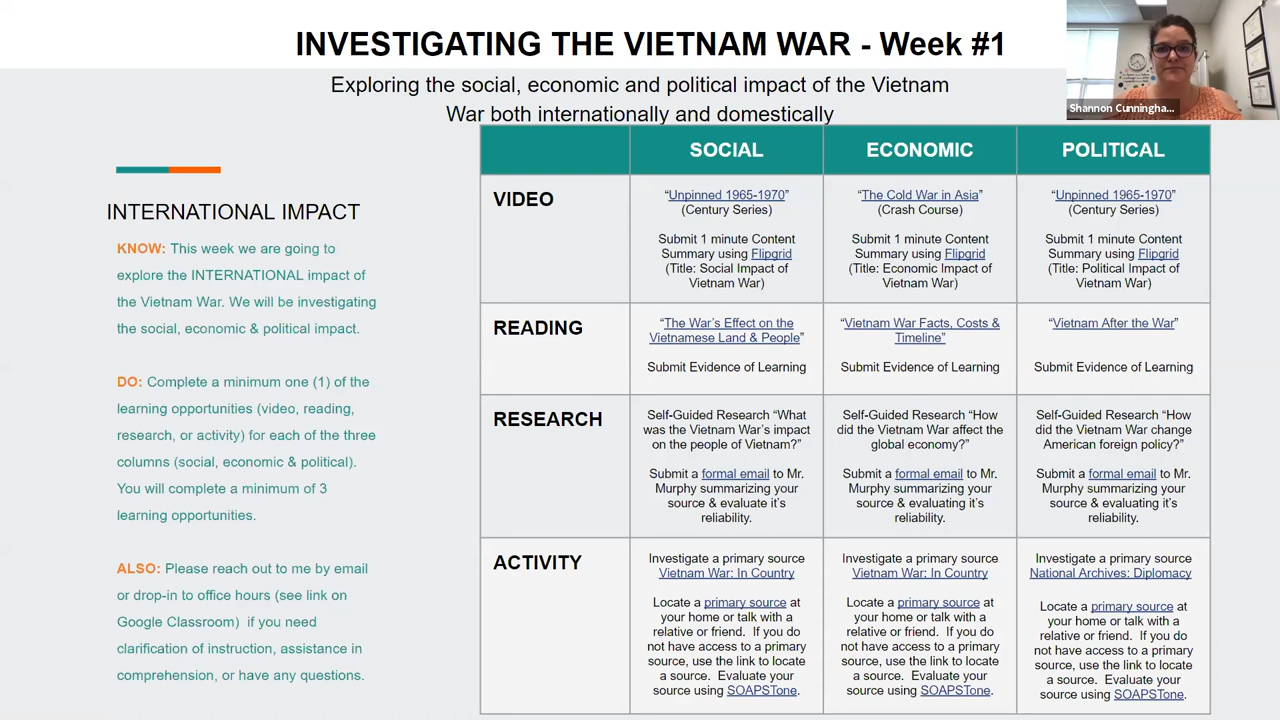 INVESTIGATING THE VIETNAM WAR - Week #1
Exploring the social, economic and political impact of the Vietnam
War both internationally and domestically
Shannon Cunningha...
INTERNATIONAL IMPACT
KNOW: This week we are going to
explore the INTERNATIONAL impact of
the Vietnam War. We will be investigating
the social, economic & political impact.
DO: Complete a minimum one (1) of the
learning opportunities (video, reading,
research, or activity) for each of the three
columns (social, economic & political).
You will complete a minimum of 3
learning opportunities.
ALSO: Please reach out to me by email
or drop-in to office hours (see link on
Google Classroom) if you need
clarification of instruction, assistance in
comprehension, or have any questions.
SOCIAL
ECONOMIC
POLITICAL
VIDEO
“Unpinned 1965-1970”
(Century Series)
Submit 1 minute Content
Summary using Flipgrid
(Title: Social Impact of
Vietnam War)
“The Cold War in Asia”
(Crash Course)
Submit 1 minute Content
Summary using Flipgrid
(Title: Economic Impact of
Vietnam War)
“Unpinned 1965-1970”
(Century Series)
Submit 1 minute Content
Summary using Flipgrid
(Title: Political Impact of
Vietnam War)
READING
“The War’s Effect on the
Vietnamese Land & People”
Submit Evidence of Learning
“Vietnam War Facts, Costs &
Timeline”
Submit Evidence of Learning
“Vietnam After the War”
Submit Evidence of Learning
RESEARCH
Self-Guided Research “What
was the Vietnam War’s impact
on the people of Vietnam?”
Submit a formal email to Mr.
Murphy summarizing your
source & evaluate it’s
reliability.
Self-Guided Research “How
did the Vietnam War affect the
global economy?”
Submit a formal email to Mr.
Murphy summarizing your
source & evaluating it’s
reliability.
Self-Guided Research “How
did the Vietnam War change
American foreign policy?”
Submit a formal email to Mr.
Murphy summarizing your
source & evaluating it’s
reliability.
ACTIVITY
Investigate a primary source
Vietnam War: In Country
Locate a primary source at
your home or talk with a
relative or friend. If you do
not have access to a primary
source, use the link to locate
a source. Evaluate your
source using SOAPSTone.
Investigate a primary source
Vietnam War: In Country
Locate a primary source at
your home or talk with a
relative or friend. If you do
not have access to a primary
source, use the link to locate
a source. Evaluate your
source using SOAPSTone.
Investigate a primary source
National Archives: Diplomacy
Locate a primary source at
your home or talk with a
relative or friend. If you do
not have access to a primary
source, use the link to locate
a source. Evaluate your
source using SOAPSTone.